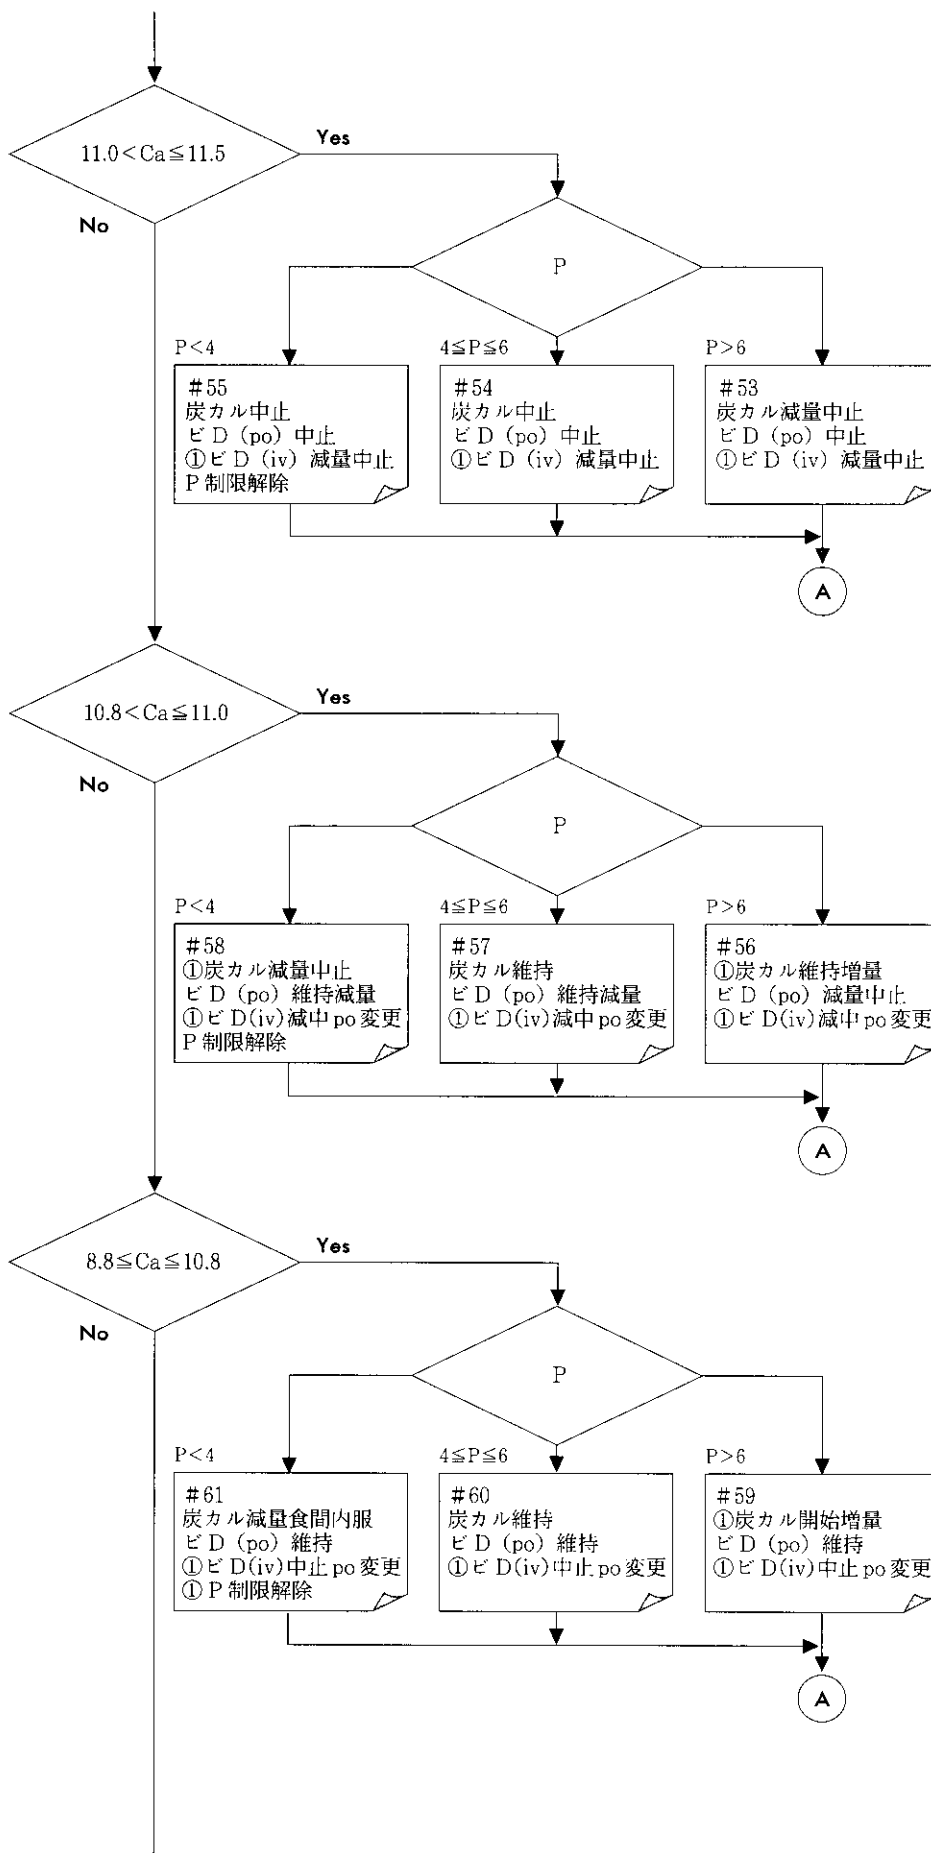 11.0<Ca≦11.5
Yes
No
P
P<4
4≦P≦6
P>6
#55
炭カル中止
ビD（po）中止
①ビD（iv）減量中止
P制限解除
#54
炭カル中止
ビD（po）中止
①ビD（iv）減量中止
#53
炭カル減量中止
ビD（po）中止
①ビD（iv）減量中止
A
10.8<Ca≦11.0
Yes
No
P
P<4
4≦P≦6
P>6
#58
①炭カル減量中止
ビD（po）維持減量
①ビD(iv)減中po変更
P制限解除
#57
炭カル維持
ビD（po）維持減量
①ビD(iv)減中po変更
#56
①炭カル維持増量
ビD（po）減量中止
①ビD(iv)減中po変更
A
8.8≦Ca≦10.8
Yes
No
P
P<4
4≦P≦6
P>6
#61
炭カル減量食間内服
ビD（po）維持
①ビD(iv)中止po変更
①P制限解除
#60
炭カル維持
ビD（po）維持
①ビD(iv)中止po変更
#59
①炭カル開始増量
ビD（po）維持
①ビD(iv)中止po変更
A